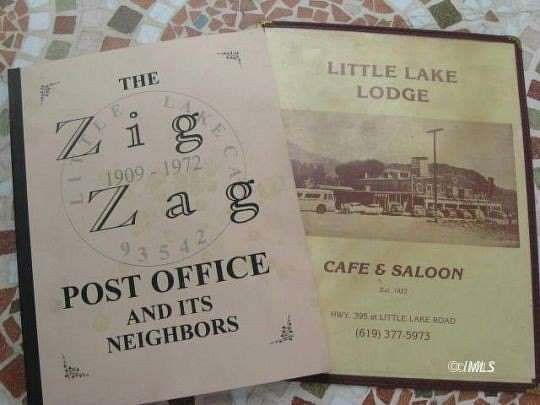 THE
Zig
Zag
LITTLE LAKE CA
1909 - 1972
93542
POST OFFICE
AND ITS
NEIGHBORS
LITTLE LAKE
LODGE
CAFE & SALOON
HWY. 395 at LITTLE LAKE ROAD
(619) 377-5973
IMLS